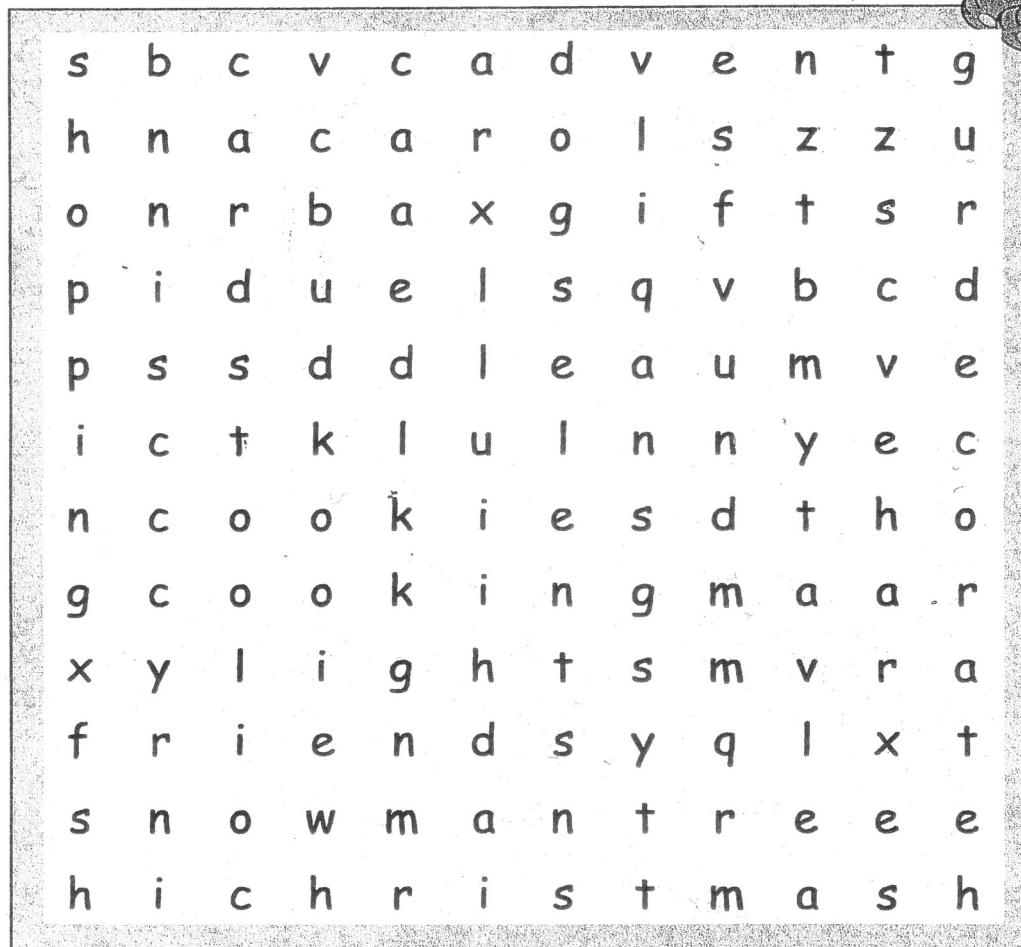 s b c v c a d v e n t g
h n a c a r o l s z z u
o n r b a x g i f t s r
p i d u e l s q v b c d
p s s d d l e a u m v e
i c t k l u l n n y e c
n c o o k i e s d t h o
g c o o k i n g m a a r
x y l i g h t s m v r a
f r i e n d s y q l x t
s n o w m a n t r e e e
h i c h r i s t m a s h